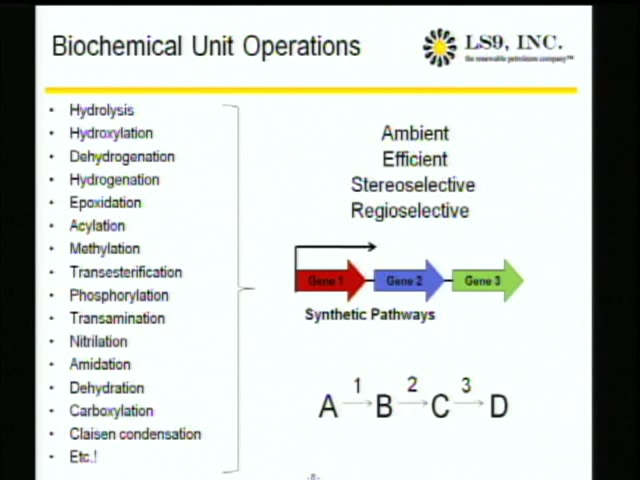 Biochemical Unit Operations
LS9, INC.
the renewable petroleum company™
• Hydrolysis
• Hydroxylation
• Dehydrogenation
• Hydrogenation
• Epoxidation
• Acylation
• Methylation
• Transesterification
• Phosphorylation
• Transamination
• Nitrilation
• Amidation
• Dehydration
• Carboxylation
• Claisen condensation
• Etc.!
Ambient
Efficient
Stereoselective
Regioselective
Gene 1 Gene 2 Gene 3
Synthetic Pathways
1 2 3
A → B → C → D